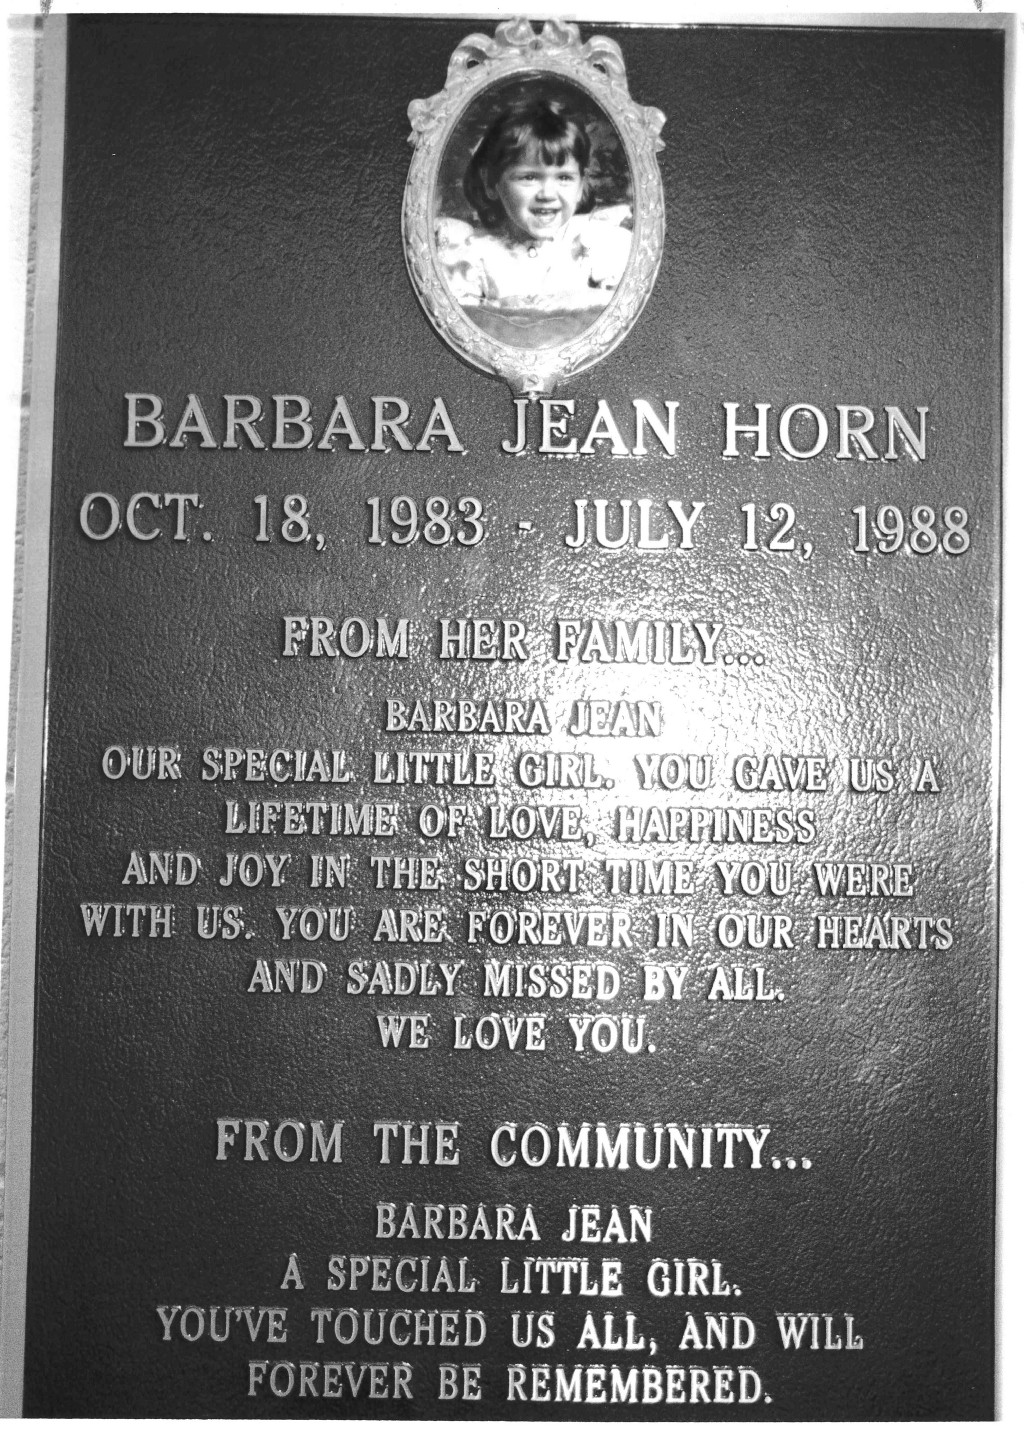 BARBARA JEAN HORN
OCT. 18, 1983 - JULY 12, 1988
FROM HER FAMILY...
BARBARA JEAN
OUR SPECIAL LITTLE GIRL. YOU GAVE US A
LIFETIME OF LOVE, HAPPINESS
AND JOY IN THE SHORT TIME YOU WERE
WITH US. YOU ARE FOREVER IN OUR HEARTS
AND SADLY MISSED BY ALL.
WE LOVE YOU.
FROM THE COMMUNITY...
BARBARA JEAN
A SPECIAL LITTLE GIRL.
YOU'VE TOUCHED US ALL, AND WILL
FOREVER BE REMEMBERED.